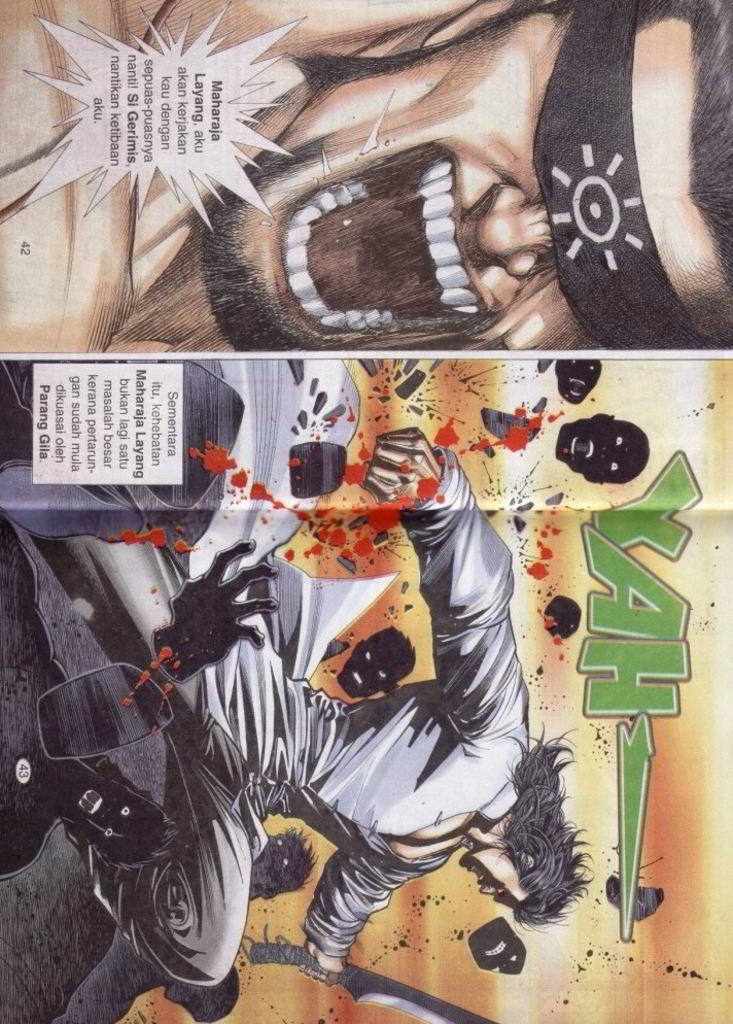 Maharaja
Layang, aku
akan kerjakan
kau dengan
sepuas-puasnya
nanti! Si Gerimis,
nantikan ketibaan
aku.
42
YAH
Sementara
itu, kehebatan
Maharaja Layang
bukan lagi satu
masalah besar
kerana pertarun-
gan sudah mula
dikuasai oleh
Parang Gila.
43